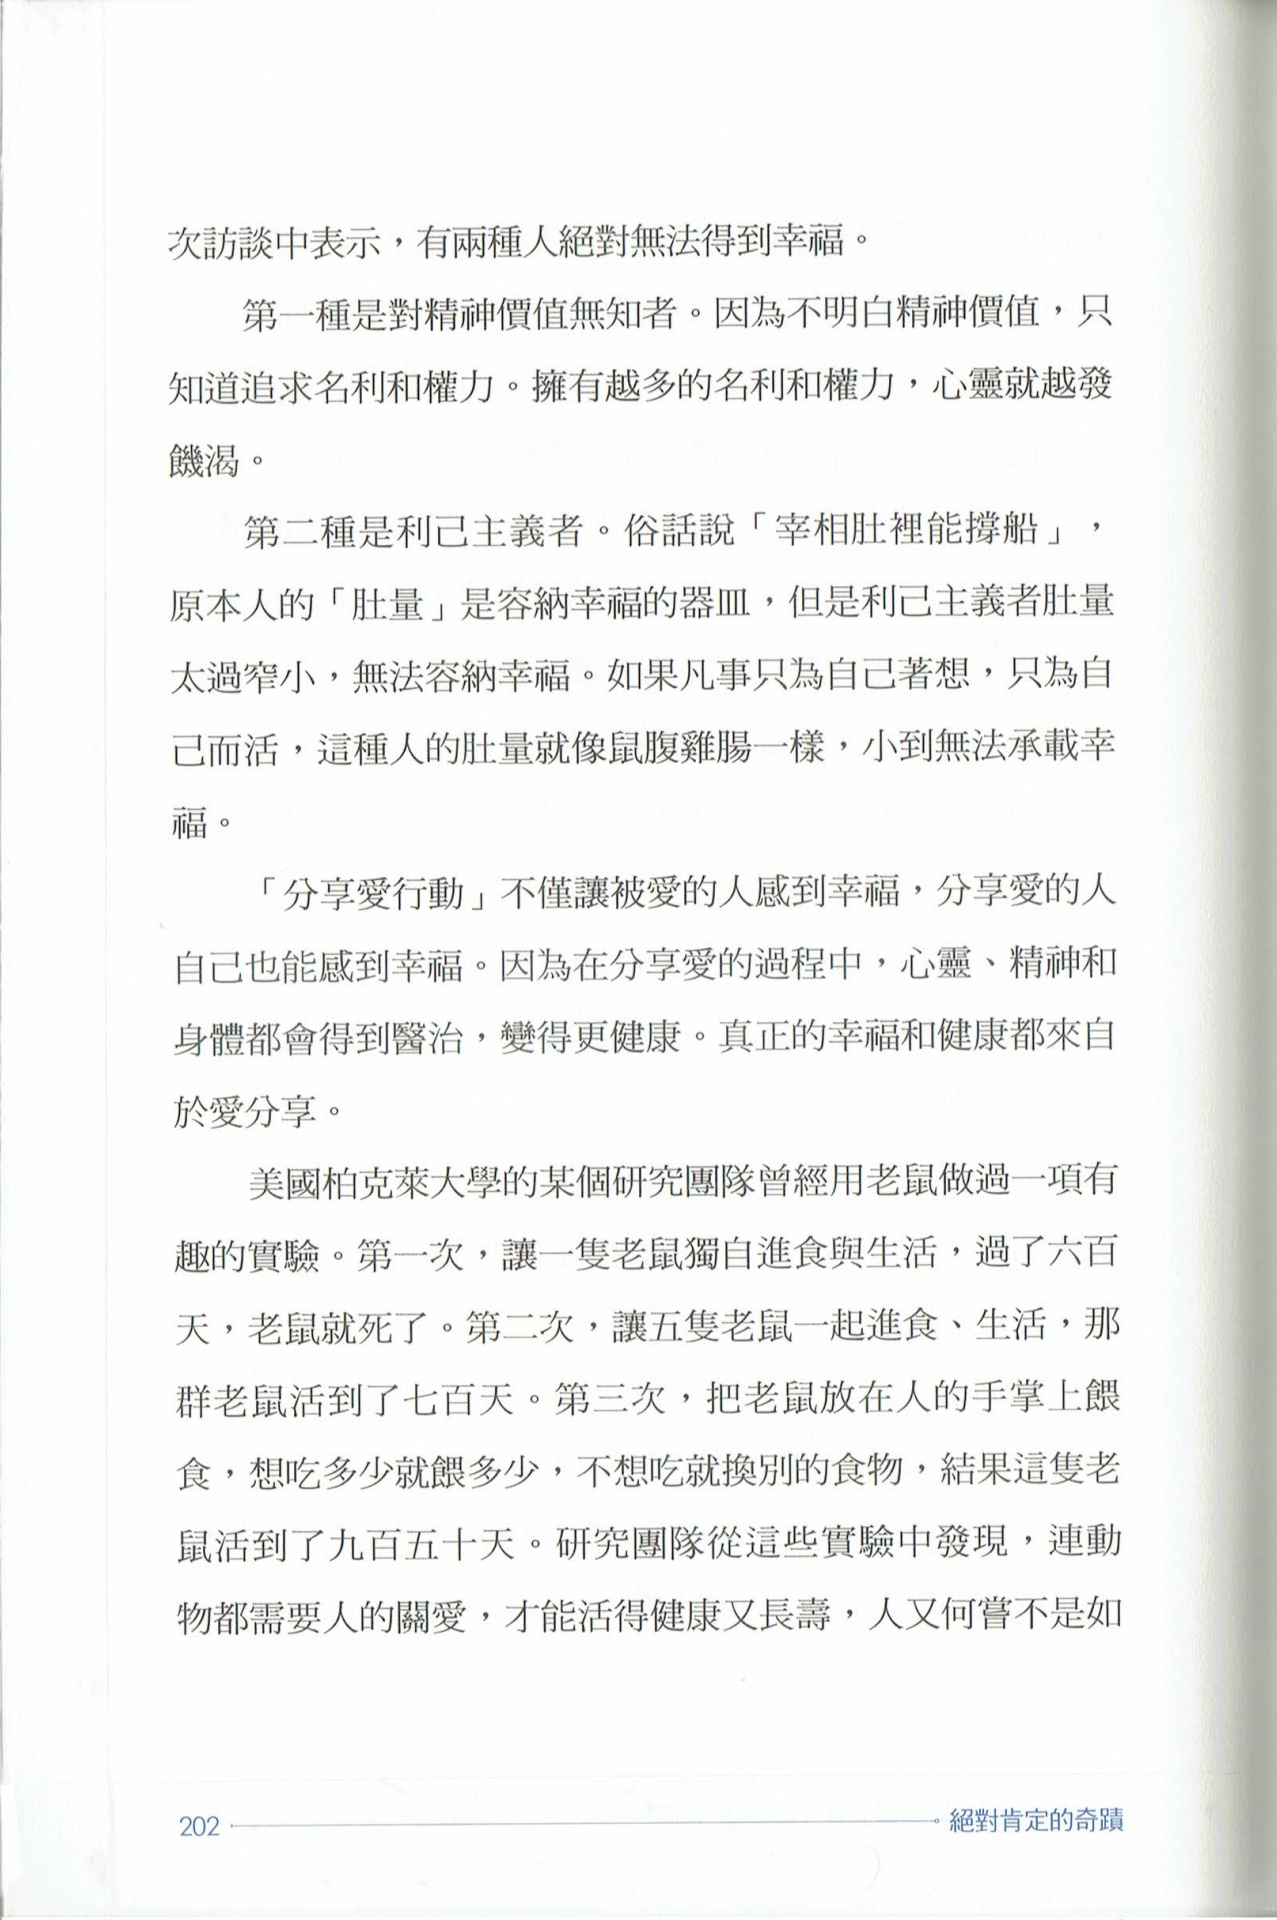 次訪談中表示，有兩種人絕對無法得到幸福。
第一種是對精神價值無知者。因為不明白精神價值，只
知道追求名利和權力。擁有越多的名利和權力，心靈就越發
饑渴。
第二種是利己主義者。俗話說「宰相肚裡能撐船」，
原本人的「肚量」是容納幸福的器皿，但是利己主義者肚量
太過窄小，無法容納幸福。如果凡事只為自己著想，只為自
己而活，這種人的肚量就像鼠腹雞腸一樣，小到無法承載幸
福。
「分享愛行動」不僅讓被愛的人感到幸福，分享愛的人
自己也能感到幸福。因為在分享愛的過程中，心靈、精神和
身體都會得到醫治，變得更健康。真正的幸福和健康都來自
於愛分享。
美國柏克萊大學的某個研究團隊曾經用老鼠做過一項有
趣的實驗。第一次，讓一隻老鼠獨自進食與生活，過了六百
天，老鼠就死了。第二次，讓五隻老鼠一起進食、生活，那
群老鼠活到了七百天。第三次，把老鼠放在人的手掌上餵
食，想吃多少就餵多少，不想吃就換別的食物，結果這隻老
鼠活到了九百五十天。研究團隊從這些實驗中發現，連動
物都需要人的關愛，才能活得健康又長壽，人又何嘗不是如
202 絕對肯定的奇蹟